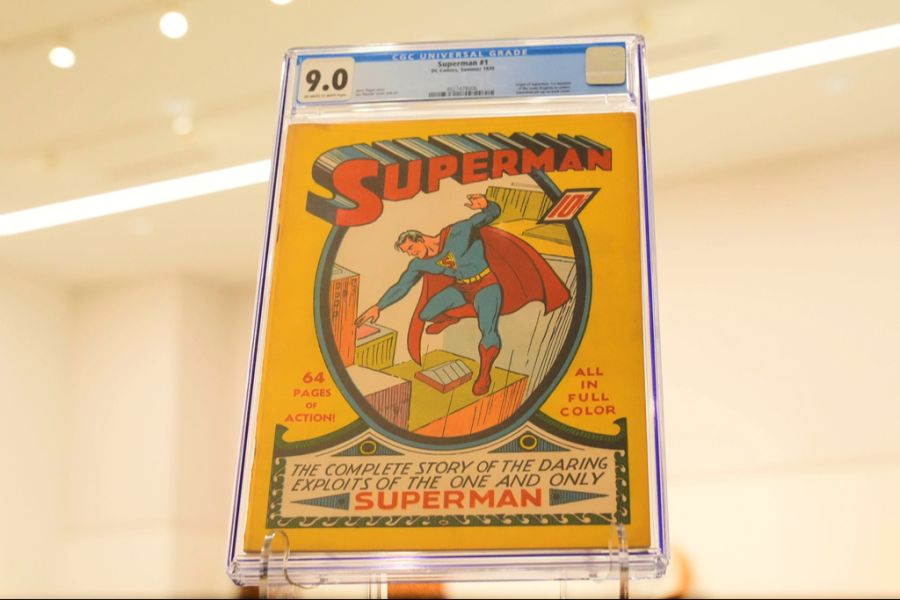 CGC UNIVERSAL GRADE
9.0
Superman #1
DC Comics, Summer 1939
SUPERMAN
10¢
64
PAGES
OF
ACTION!
ALL
IN
FULL
COLOR
THE COMPLETE STORY OF THE DARING
EXPLOITS OF THE ONE AND ONLY
SUPERMAN